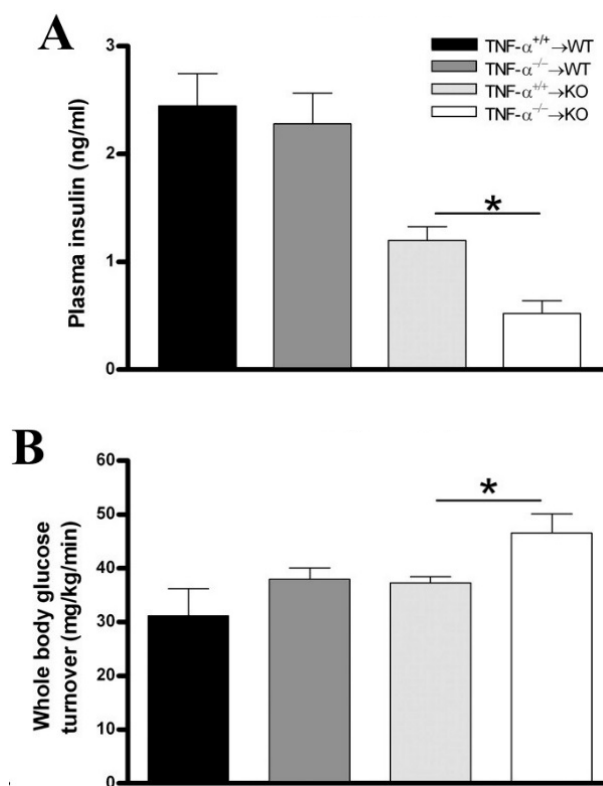 A
3
2
1
0
Plasma insulin (ng/ml)
TNF-α+/+→WT
TNF-α−/−→WT
TNF-α+/+→KO
TNF-α−/−→KO
*
B
60
50
40
30
20
10
0
Whole body glucose
turnover (mg/kg/min)
*